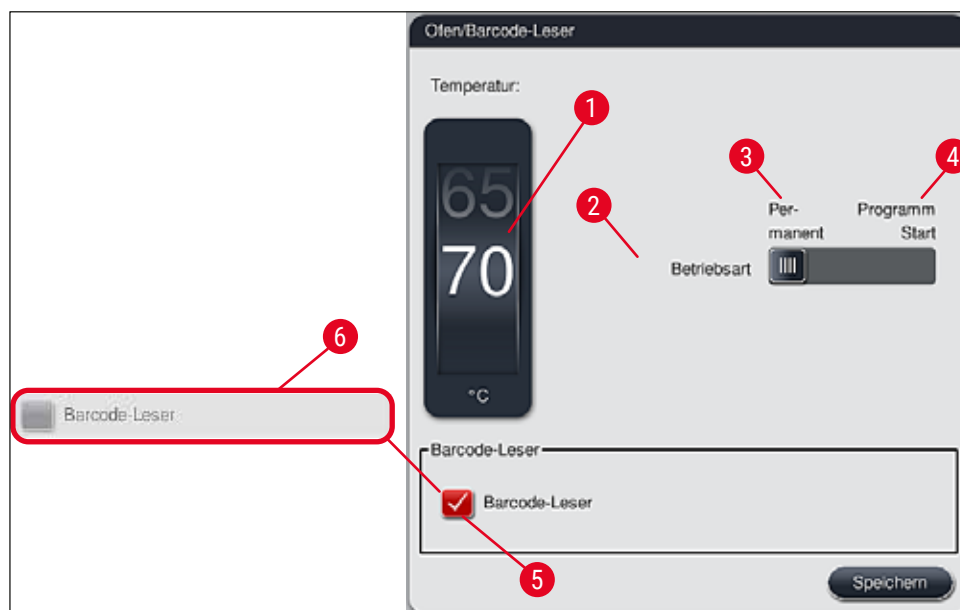 Ofen/Barcode-Leser
Temperatur:
1
3
4
65
2
Per-
manent
Programm
Start
70
Betriebsart
6
°C
Barcode-Leser
Barcode-Leser
Barcode-Leser
5
Speichern